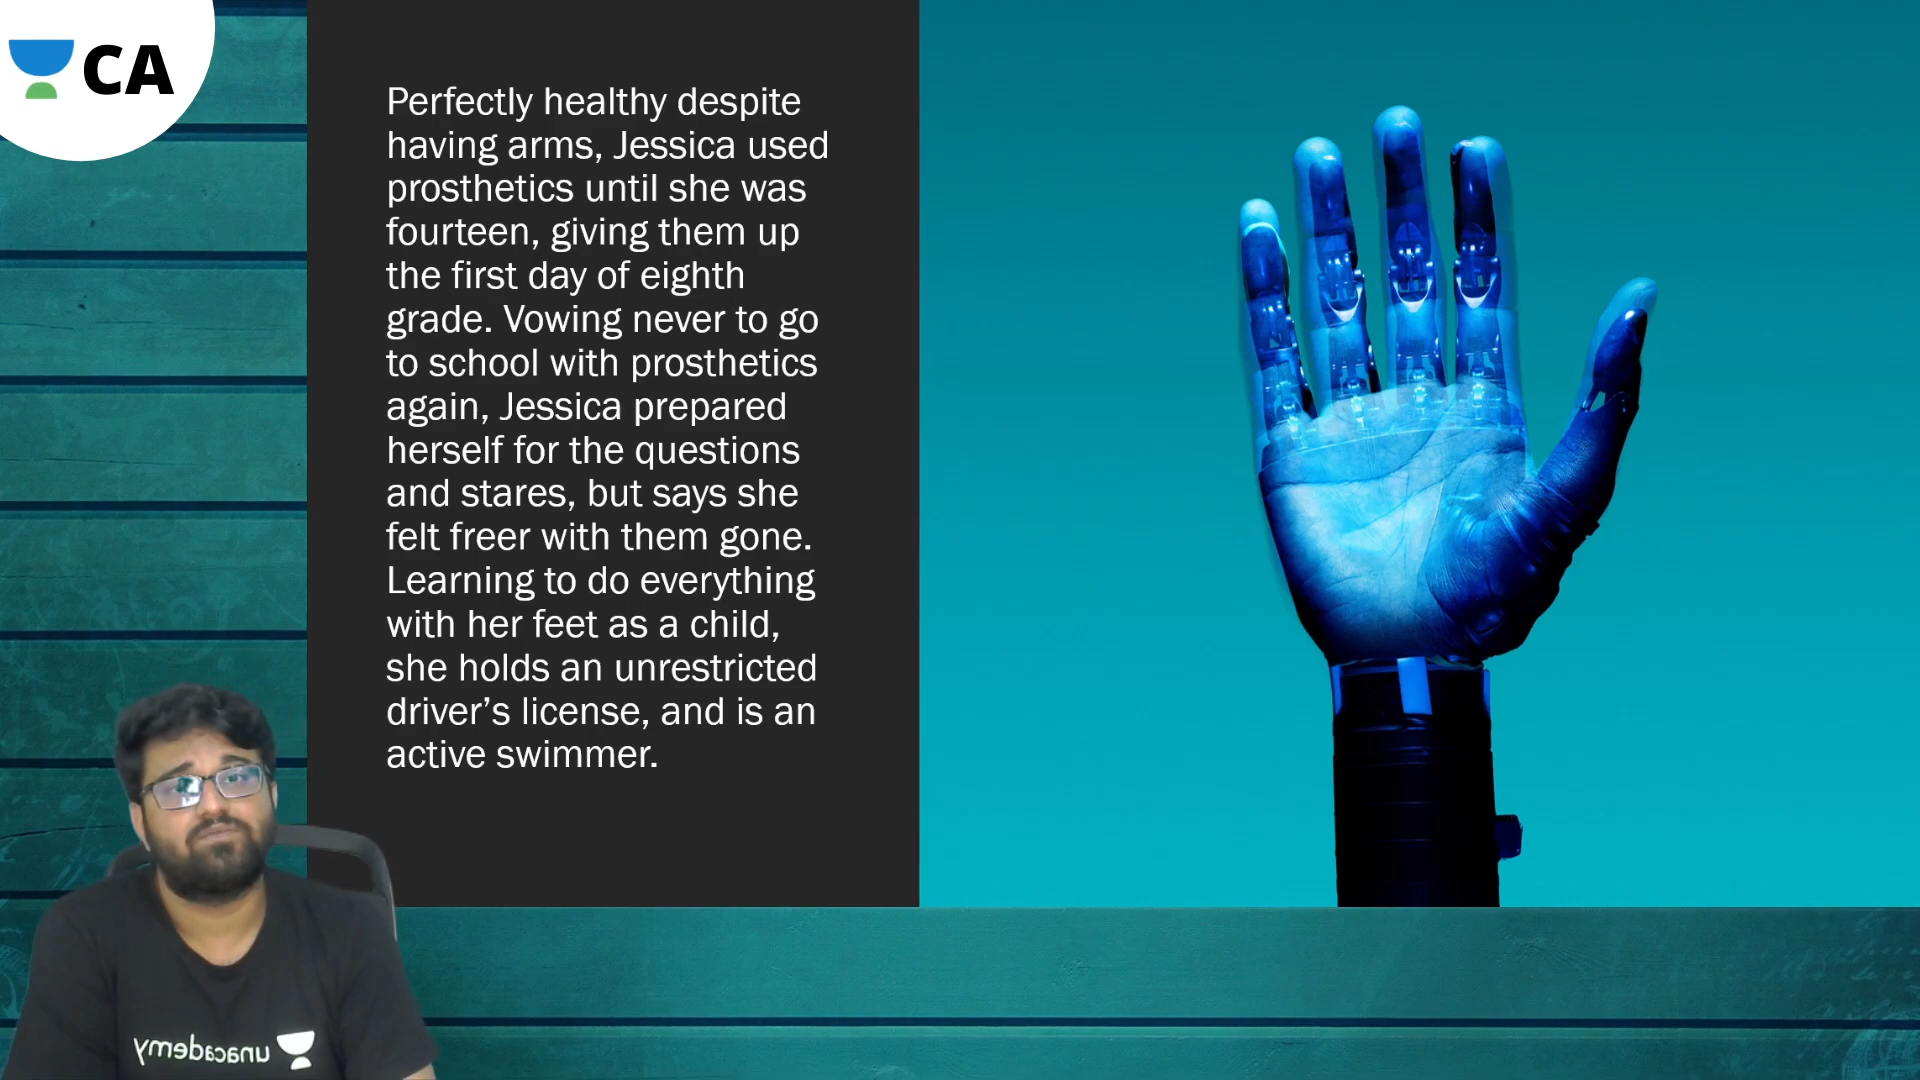 CA
Perfectly healthy despite
having arms, Jessica used
prosthetics until she was
fourteen, giving them up
the first day of eighth
grade. Vowing never to go
to school with prosthetics
again, Jessica prepared
herself for the questions
and stares, but says she
felt freer with them gone.
Learning to do everything
with her feet as a child,
she holds an unrestricted
driver’s license, and is an
active swimmer.
unacademy